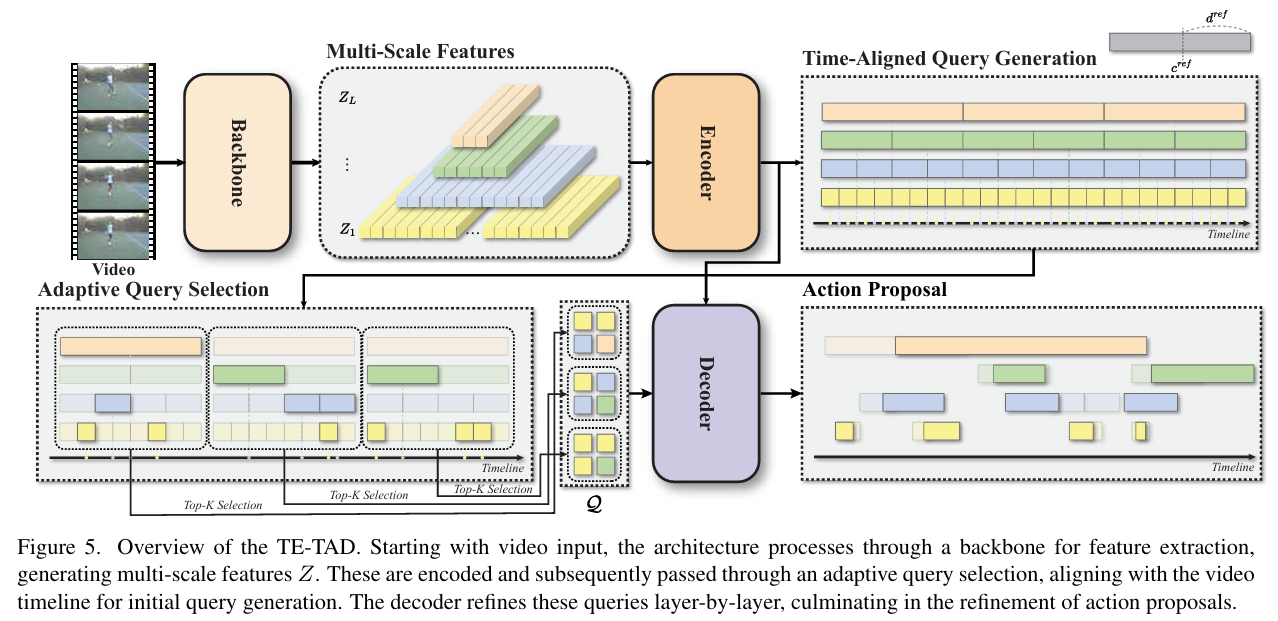 d^ref
c^ref
Multi-Scale Features
Time-Aligned Query Generation
Z_L
⋮
Z_1
...
Backbone
Encoder
Timeline
Video
Adaptive Query Selection
Action Proposal
Decoder
Timeline
Timeline
Top-K Selection
Top-K Selection
Top-K Selection
𝒬
Figure 5. Overview of the TE-TAD. Starting with video input, the architecture processes through a backbone for feature extraction,
generating multi-scale features Z. These are encoded and subsequently passed through an adaptive query selection, aligning with the video
timeline for initial query generation. The decoder refines these queries layer-by-layer, culminating in the refinement of action proposals.